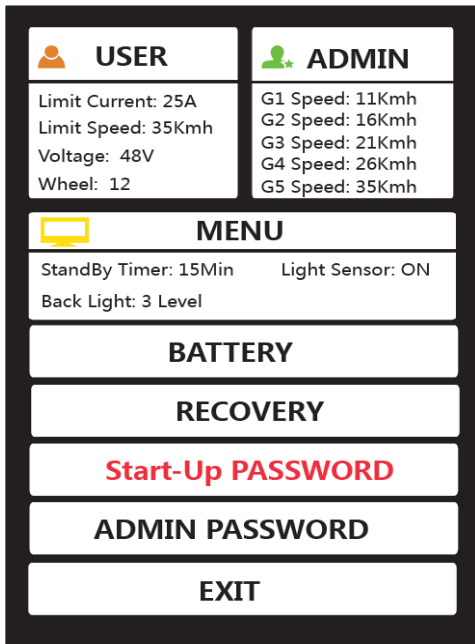 USER
Limit Current: 25A
Limit Speed: 35Kmh
Voltage: 48V
Wheel: 12
ADMIN
G1 Speed: 11Kmh
G2 Speed: 16Kmh
G3 Speed: 21Kmh
G4 Speed: 26Kmh
G5 Speed: 35Kmh
MENU
StandBy Timer: 15Min Light Sensor: ON
Back Light: 3 Level
BATTERY
RECOVERY
Start-Up PASSWORD
ADMIN PASSWORD
EXIT